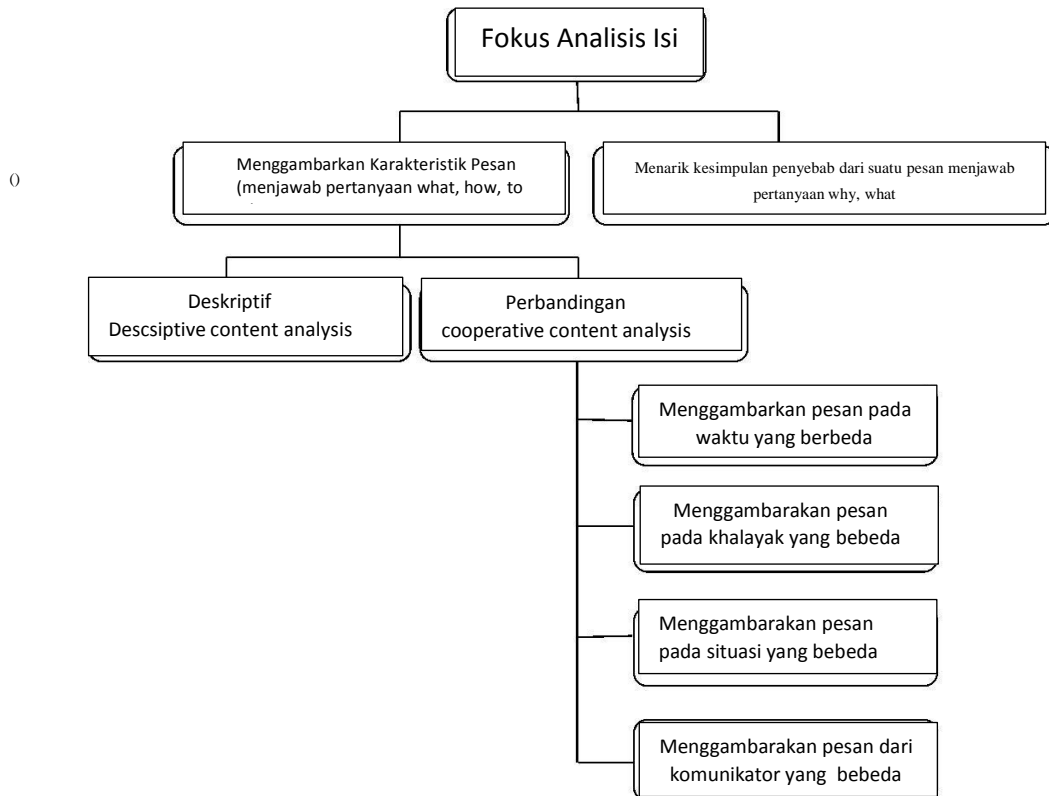 Fokus Analisis Isi
Menggambarkan Karakteristik Pesan
(menjawab pertanyaan what, how, to
Menarik kesimpulan penyebab dari suatu pesan menjawab
pertanyaan why, what
()
Deskriptif
Descsiptive content analysis
Perbandingan
cooperative content analysis
Menggambarkan pesan pada
waktu yang berbeda
Menggambarakan pesan
pada khalayak yang bebeda
Menggambarakan pesan
pada situasi yang bebeda
Menggambarakan pesan dari
komunikator yang bebeda